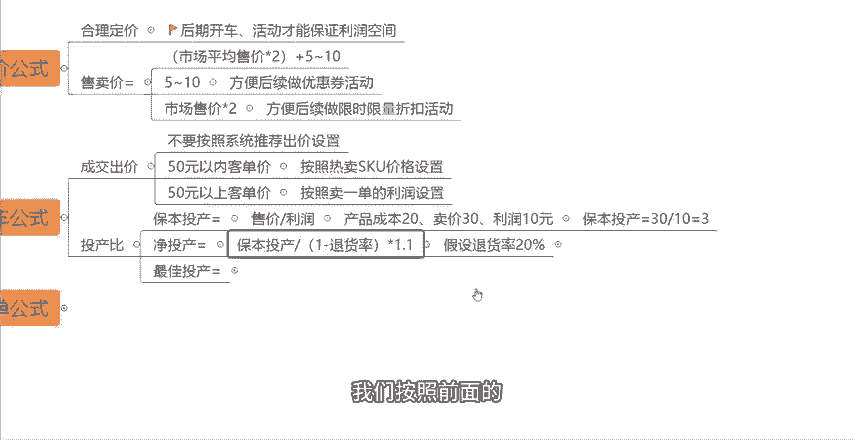 合理定价 后期开车、活动才能保证利润空间
价公式
(市场平均售价*2)+5~10
售卖价= 5~10 方便后续做优惠券活动
市场售价*2 方便后续做限时限量折扣活动
不要按照系统推荐出价设置
成交出价 50元以内客单价 按照热卖SKU价格设置
50元以上客单价 按照卖一单的利润设置
公式
保本投产= 售价/利润 产品成本20、卖价30、利润10元 保本投产=30/10=3
投产比 净投产= 保本投产/(1-退货率)*1.1 假设退货率20%
最佳投产=
公式
我们按照前面的